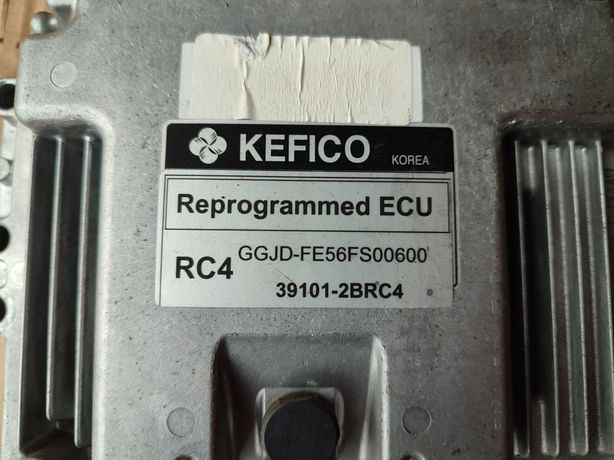 KEFICO KOREA
Reprogrammed ECU
RC4 GGJD-FE56FS00600
39101-2BRC4